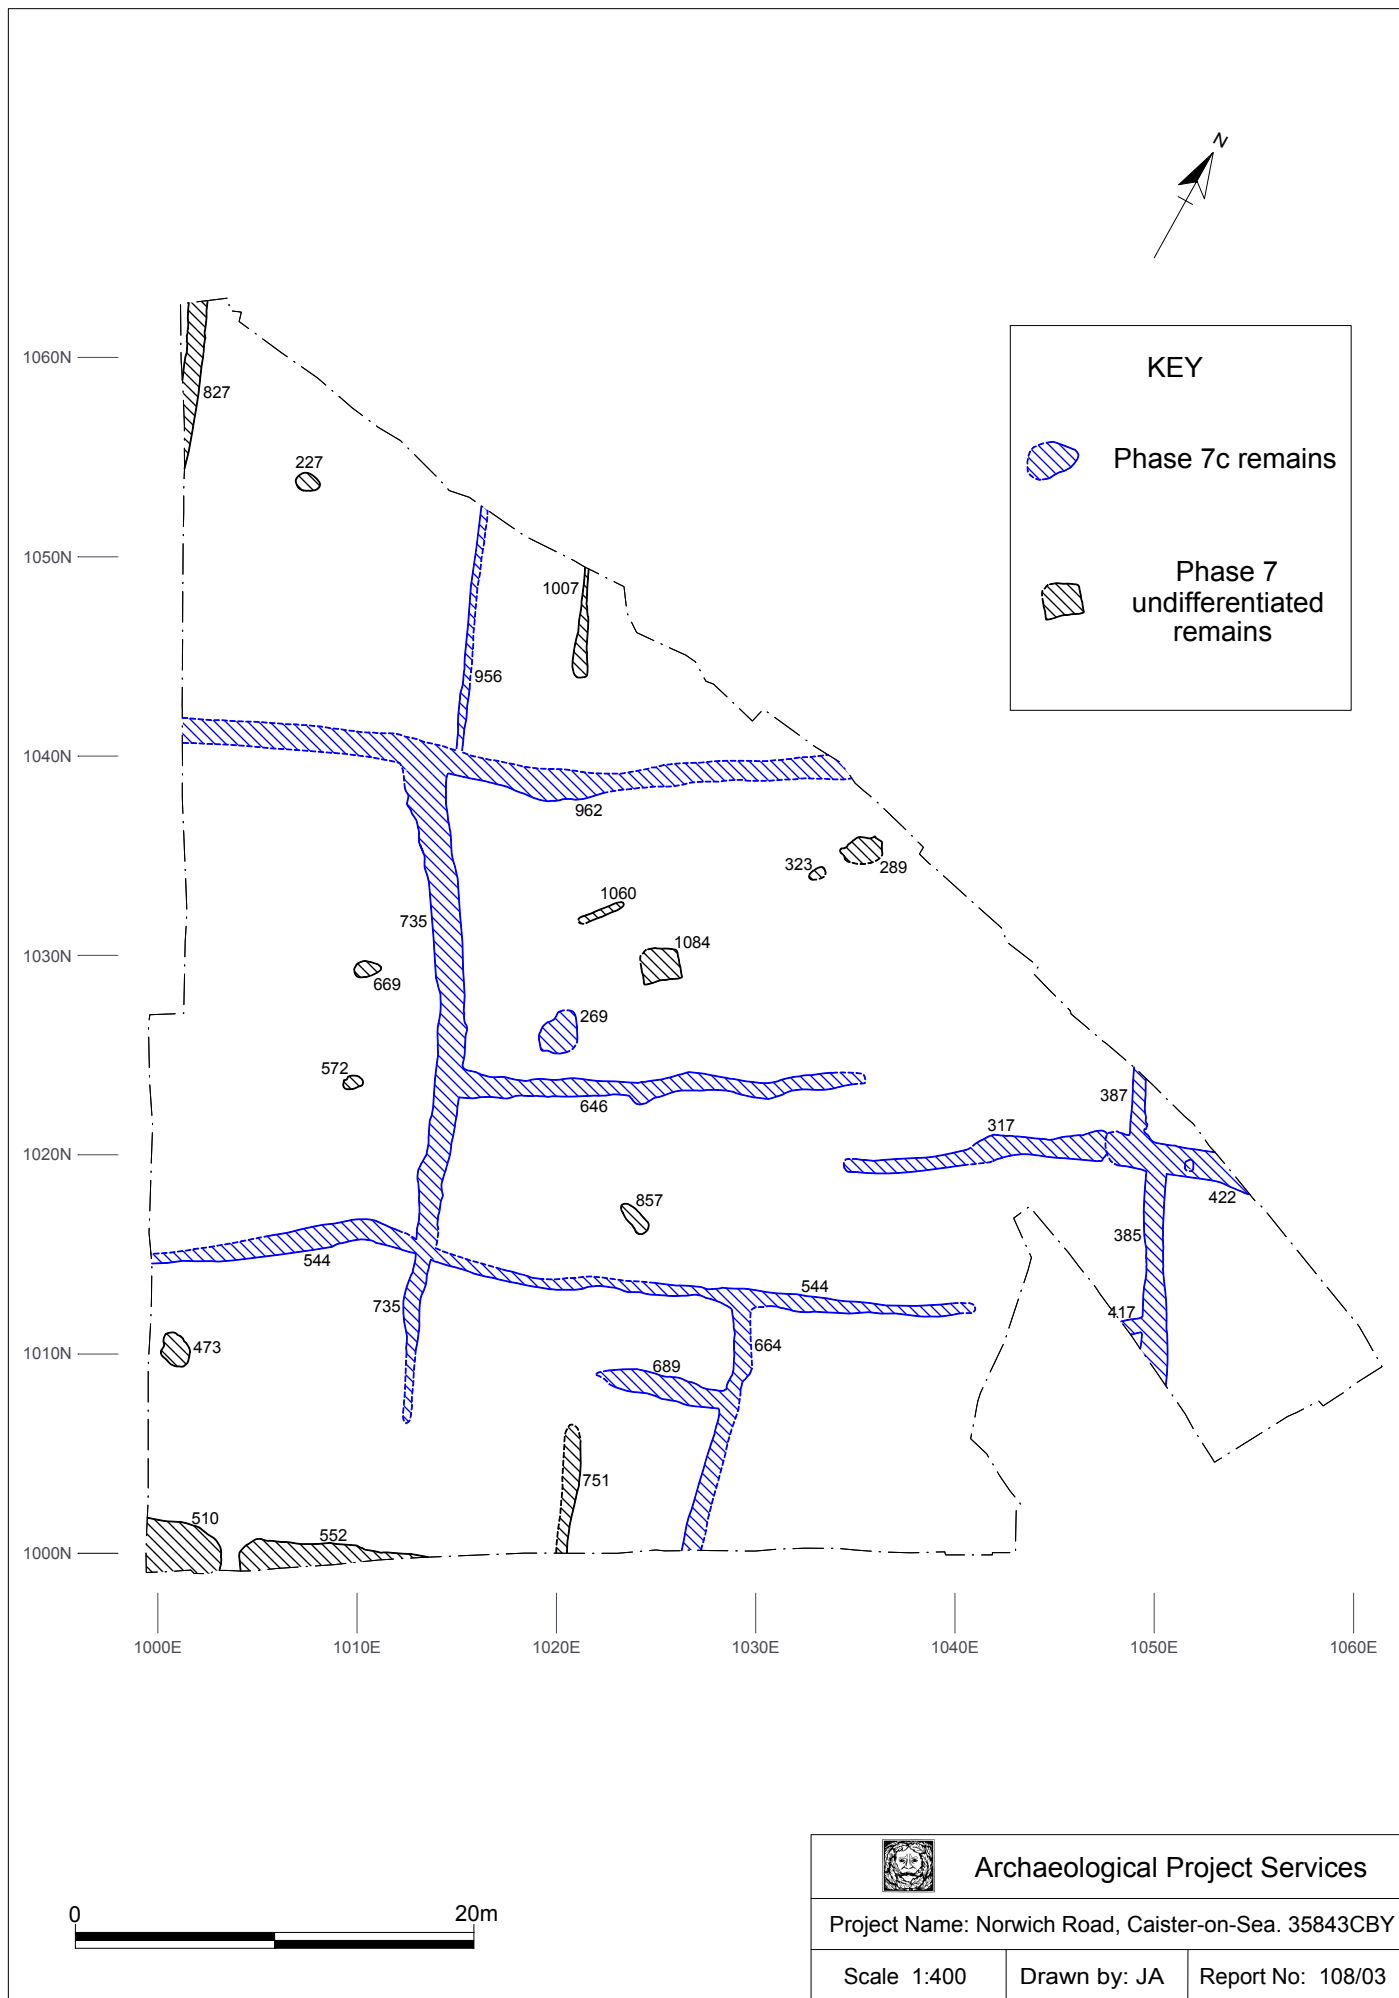 N
KEY
Phase 7c remains
Phase 7
undifferentiated
remains
1060N
827
227
1050N
1007
956
1040N
962
323
289
1060
735
1084
1030N
669
269
572
646
387
317
1020N
857
422
385
544
544
735
417
664
473
1010N
689
751
510
552
1000N
1000E
1010E
1020E
1030E
1040E
1050E
1060E
0
20m
Archaeological Project Services
Project Name: Norwich Road, Caister-on-Sea. 35843CBY
Scale 1:400
Drawn by: JA
Report No: 108/03